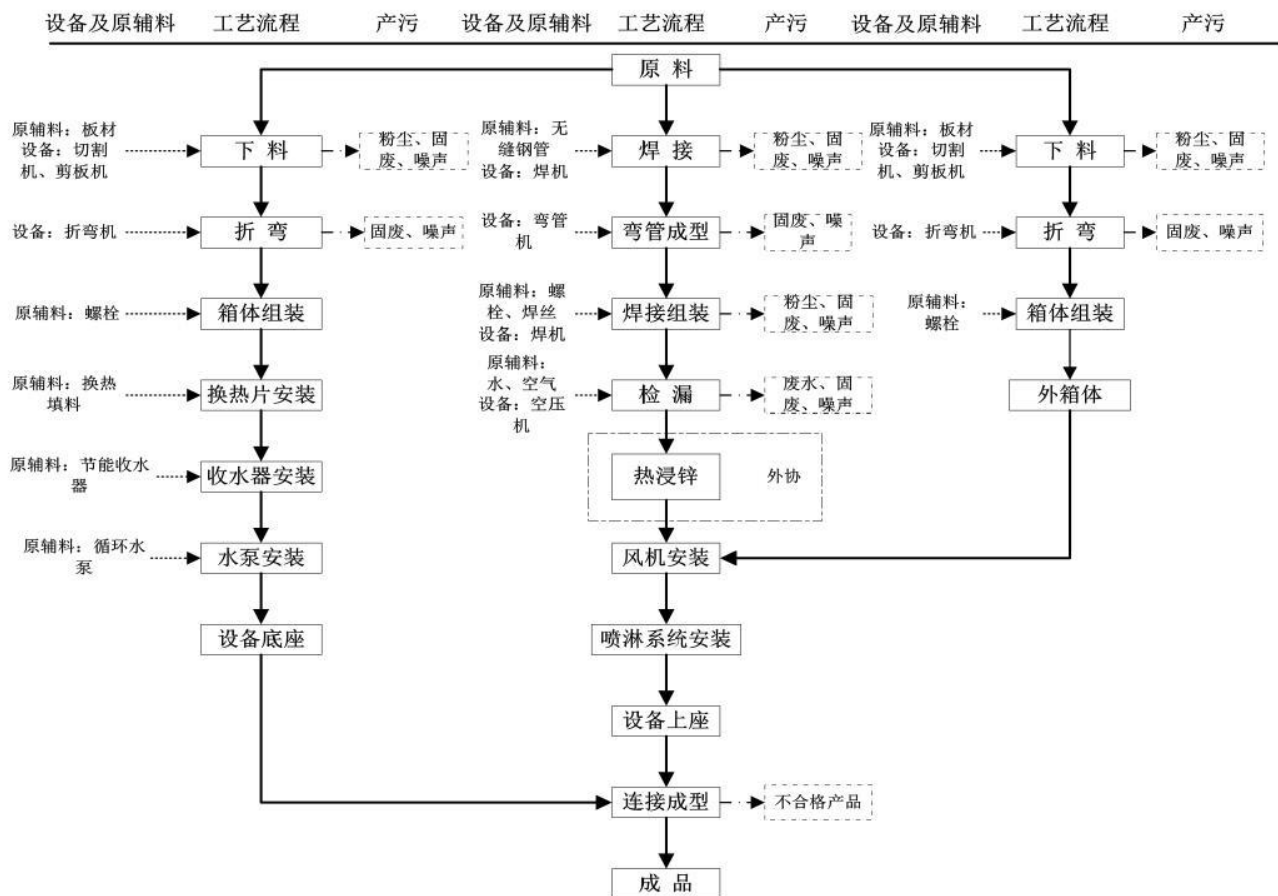 设备及原辅料 工艺流程 产污 设备及原辅料 工艺流程 产污 设备及原辅料 工艺流程 产污
原 料
原辅料：板材
设备：切割
机、剪板机
下 料
粉尘、固
废、噪声
原辅料：无
缝钢管
设备：焊机
焊 接
粉尘、固
废、噪声
原辅料：板材
设备：切割
机、剪板机
下 料
粉尘、固
废、噪声
设备：折弯机
折 弯
固废、噪声
设备：弯管
机
弯管成型
固废、噪
声
设备：折弯机
折 弯
固废、噪声
原辅料：螺栓
箱体组装
原辅料：螺
栓、焊丝
设备：焊机
焊接组装
粉尘、固
废、噪声
原辅料：
螺栓
箱体组装
原辅料：换热
填料
换热片安装
原辅料：
水、空气
设备：空压
机
检 漏
废水、固
废、噪声
外箱体
原辅料：节能收水
器
收水器安装
热浸锌
外协
原辅料：循环水
泵
水泵安装
风机安装
设备底座
喷淋系统安装
设备上座
连接成型
不合格产品
成 品